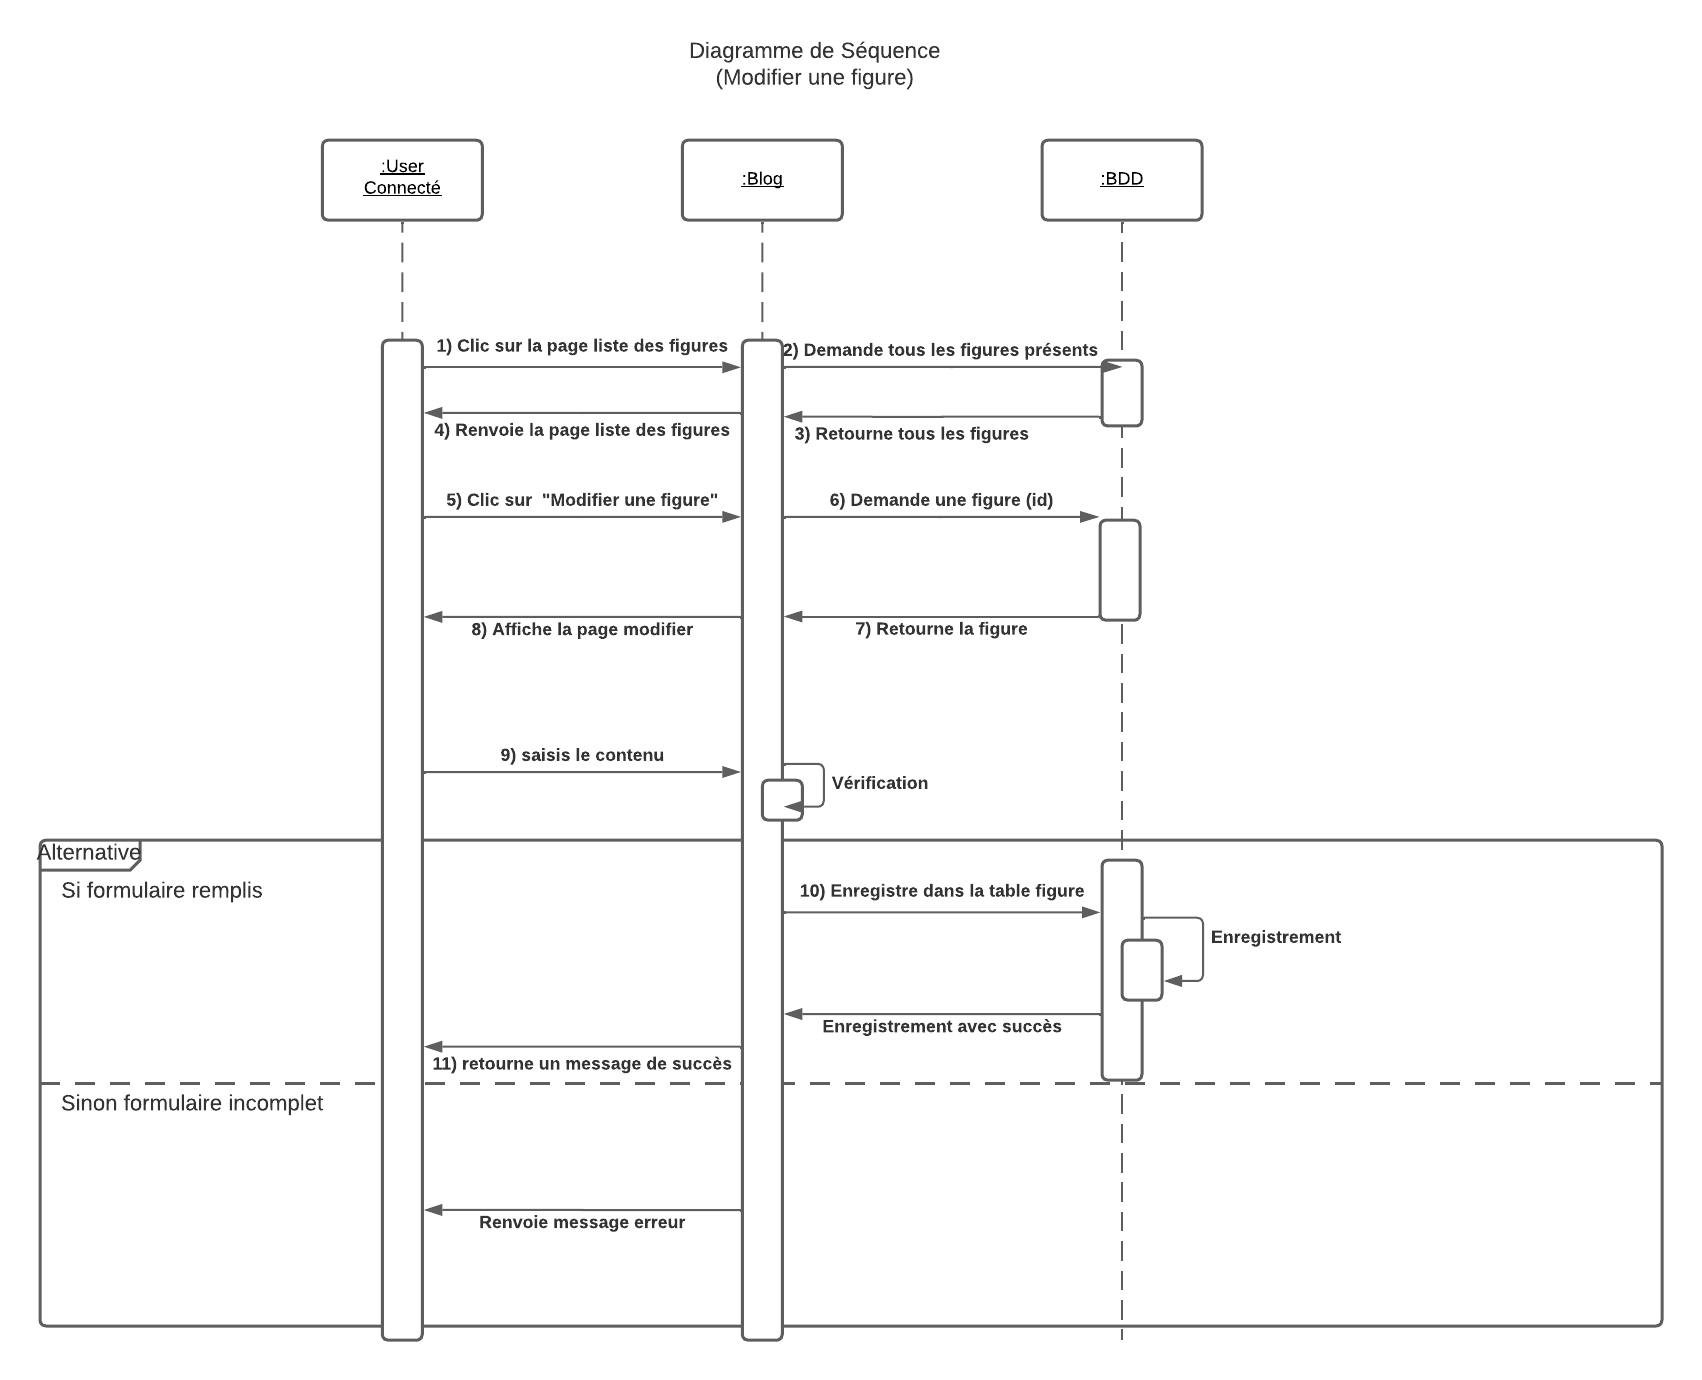 Diagramme de Séquence
(Modifier une figure)
:User
Connecté
:Blog
:BDD
1) Clic sur la page liste des figures
2) Demande tous les figures présents
4) Renvoie la page liste des figures
3) Retourne tous les figures
5) Clic sur  "Modifier une figure"
6) Demande une figure (id)
8) Affiche la page modifier
7) Retourne la figure
9) saisis le contenu
Vérification
Alternative
Si formulaire remplis
10) Enregistre dans la table figure
Enregistrement
Enregistrement avec succès
11) retourne un message de succès
Sinon formulaire incomplet
Renvoie message erreur